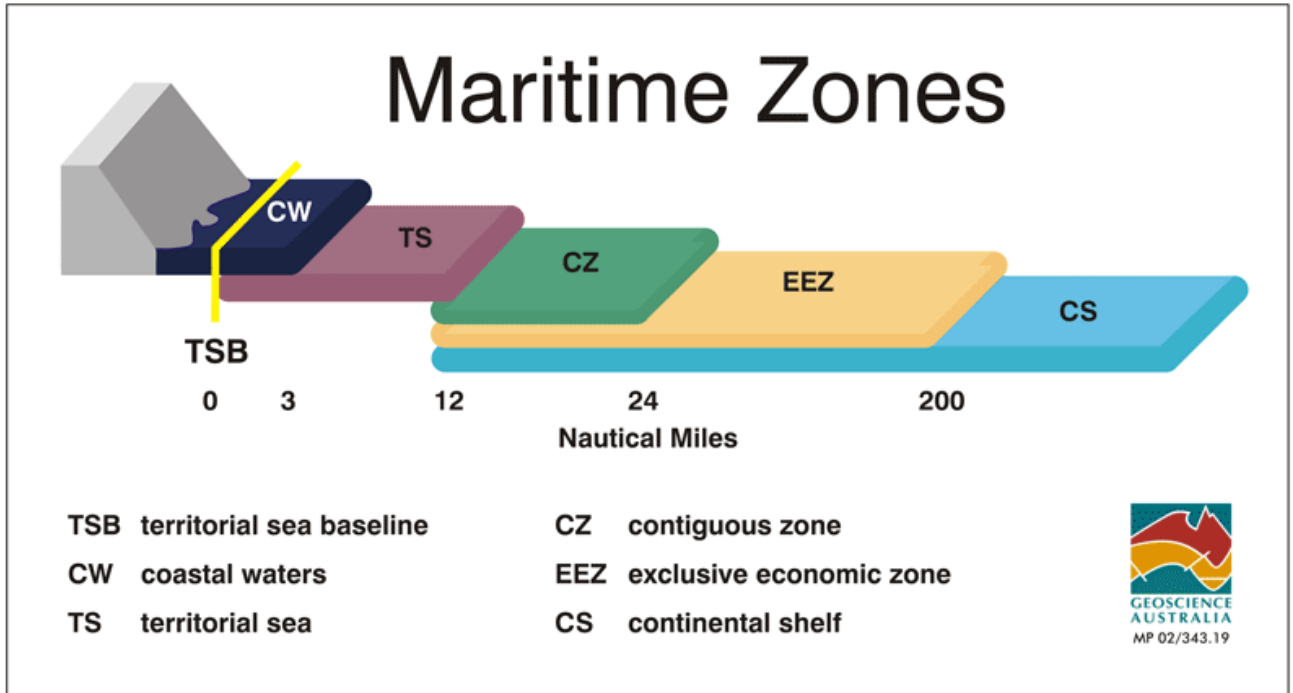 Maritime Zones
CW
TS
CZ
EEZ
CS
TSB
0 3 12 24 200
Nautical Miles
TSB territorial sea baseline
CW coastal waters
TS territorial sea
CZ contiguous zone
EEZ exclusive economic zone
CS continental shelf
GEOSCIENCE
AUSTRALIA
MP 02/343.19